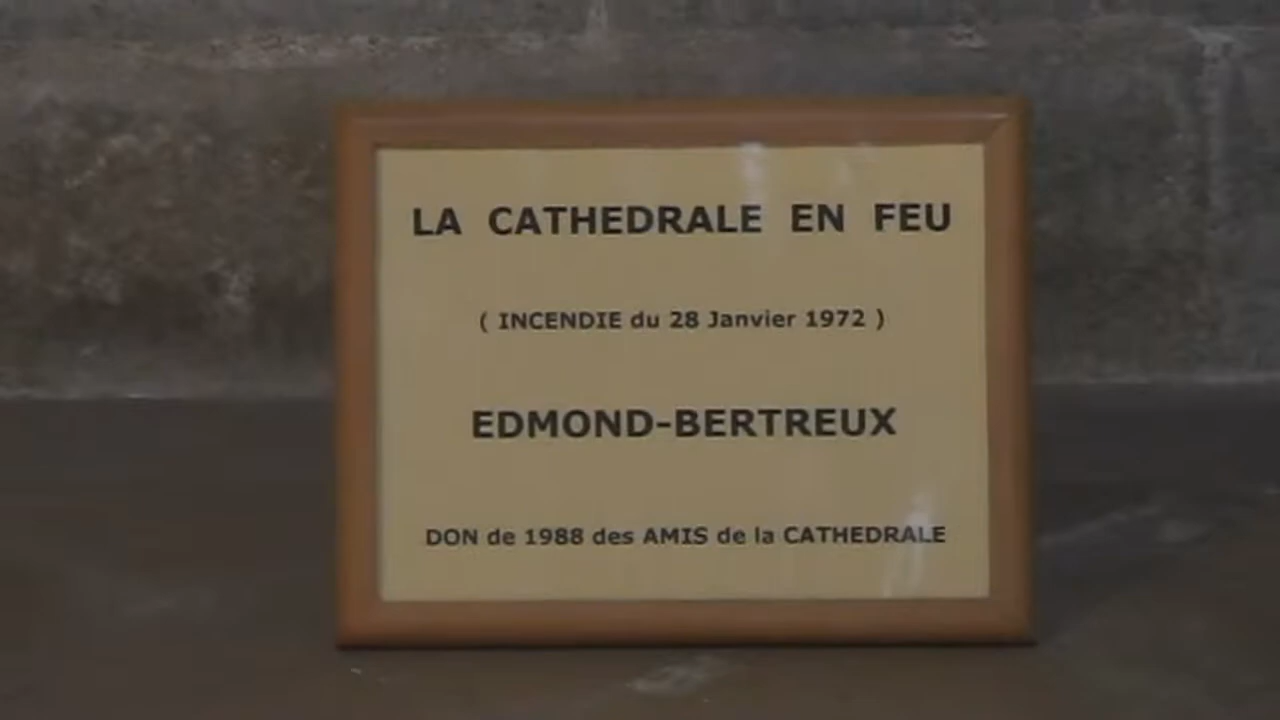 LA CATHEDRALE EN FEU
( INCENDIE du 28 Janvier 1972 )
EDMOND-BERTREUX
DON de 1988 des AMIS de la CATHEDRALE